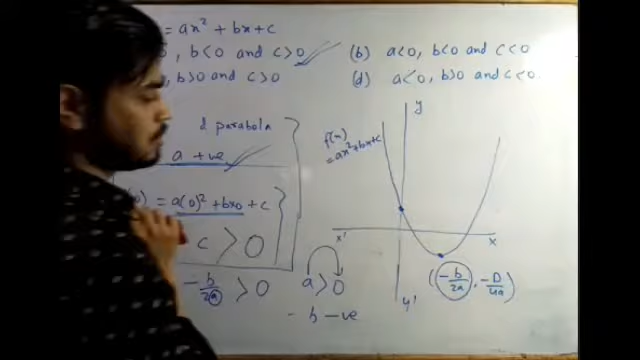 = ax² + bx + c
, b<0 and c>0
(b) a<0, b<0 and c<0
, b>0 and c>0
(d) a<0, b>0 and c<0
d parabola
a +ve
= a(0)² + bx0 + c
c > 0
-b/2a > 0
a > 0
- b -ve
y
f(x)
= ax²+bx+c
x'
x
(-b/2a, -D/4a)
y'